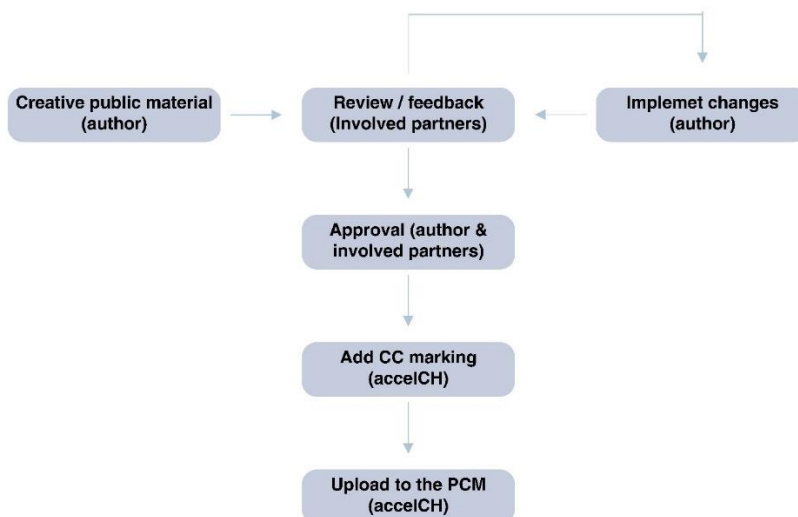 Creative public material
(author)
Review / feedback
(Involved partners)
Implemet changes
(author)
Approval (author &
involved partners)
Add CC marking
(accelCH)
Upload to the PCM
(accelCH)